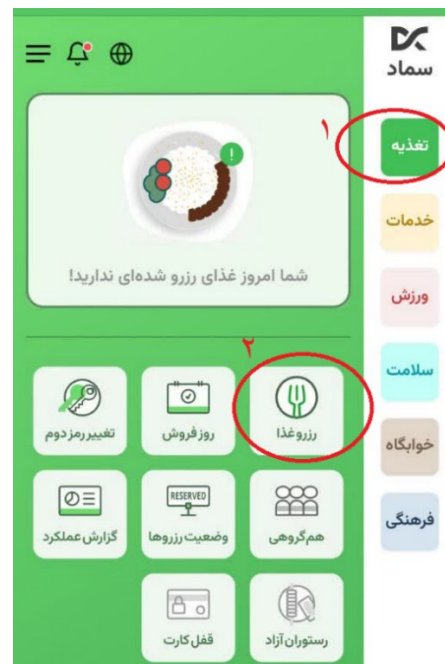 سماد
۱
تغذیه
خدمات
ورزش
سلامت
خوابگاه
فرهنگی
شما امروز غذای رزرو شده‌ای ندارید!
۲
رزرو غذا
روز فروش
تغییر رمز دوم
هم‌گروهی
RESERVED
وضعیت رزروها
گزارش عملکرد
رستوران آزاد
قفل کارت